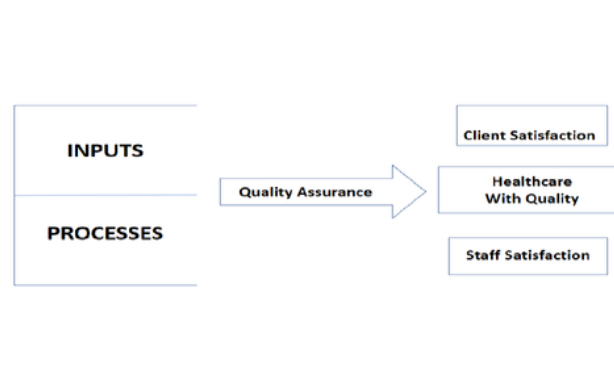 INPUTS
PROCESSES
Quality Assurance
Client Satisfaction
Healthcare
With Quality
Staff Satisfaction